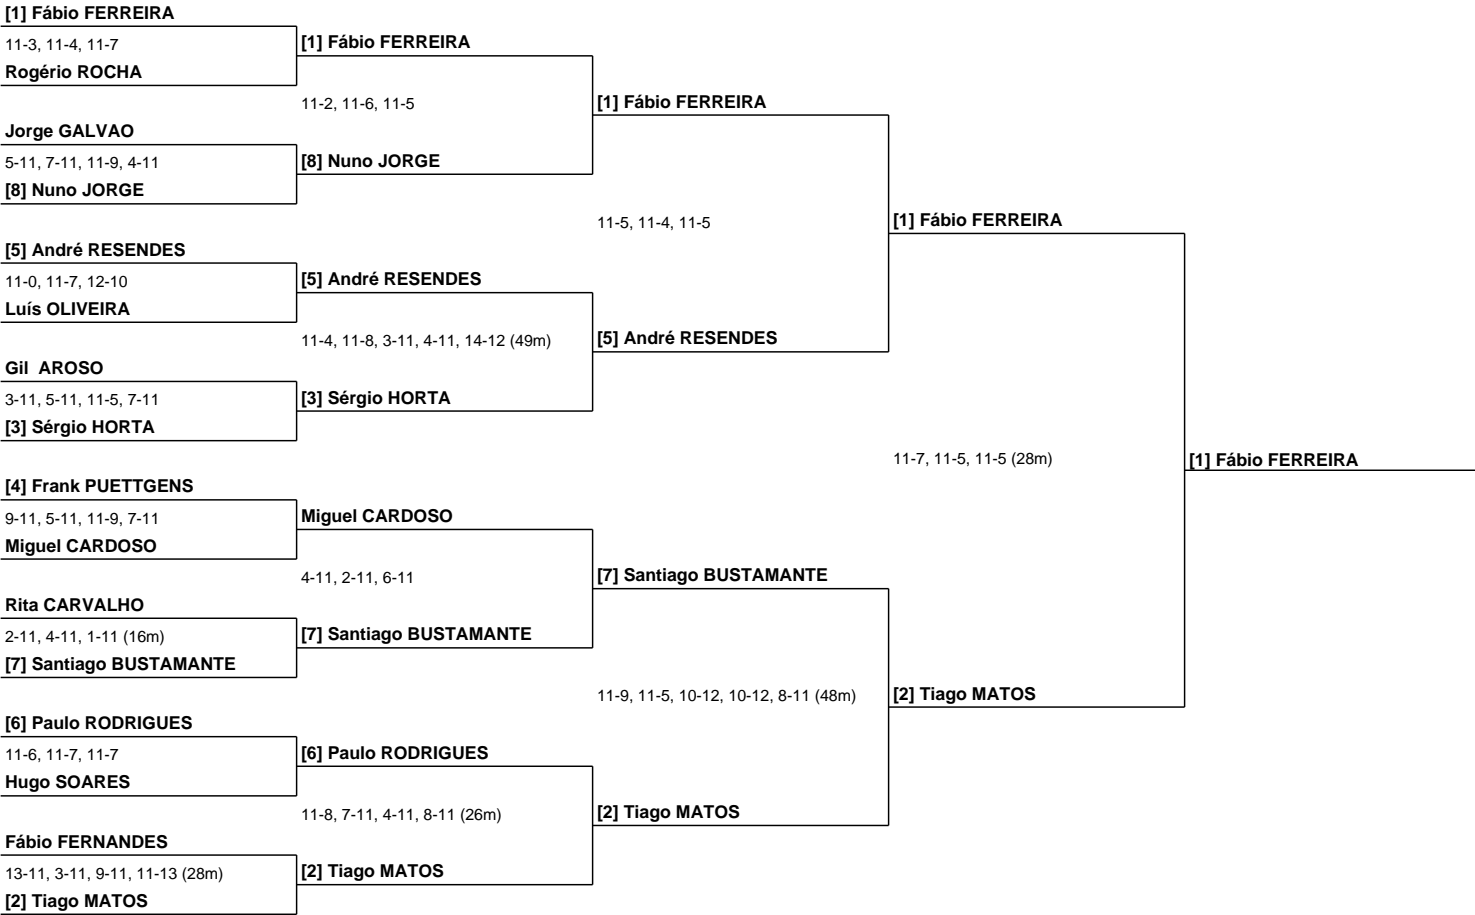 [1] Fábio FERREIRA
11-3, 11-4, 11-7
Rogério ROCHA
Jorge GALVAO
5-11, 7-11, 11-9, 4-11
[8] Nuno JORGE
[5] André RESENDES
11-0, 11-7, 12-10
Luís OLIVEIRA
Gil  AROSO
3-11, 5-11, 11-5, 7-11
[3] Sérgio HORTA
[4] Frank PUETTGENS
9-11, 5-11, 11-9, 7-11
Miguel CARDOSO
Rita CARVALHO
2-11, 4-11, 1-11 (16m)
[7] Santiago BUSTAMANTE
[6] Paulo RODRIGUES
11-6, 11-7, 11-7
Hugo SOARES
Fábio FERNANDES
13-11, 3-11, 9-11, 11-13 (28m)
[2] Tiago MATOS
[1] Fábio FERREIRA
11-2, 11-6, 11-5
[8] Nuno JORGE
[5] André RESENDES
11-4, 11-8, 3-11, 4-11, 14-12 (49m)
[3] Sérgio HORTA
Miguel CARDOSO
4-11, 2-11, 6-11
[7] Santiago BUSTAMANTE
[6] Paulo RODRIGUES
11-8, 7-11, 4-11, 8-11 (26m)
[2] Tiago MATOS
[1] Fábio FERREIRA
11-5, 11-4, 11-5
[5] André RESENDES
[7] Santiago BUSTAMANTE
11-9, 11-5, 10-12, 10-12, 8-11 (48m)
[2] Tiago MATOS
[1] Fábio FERREIRA
11-7, 11-5, 11-5 (28m)
[2] Tiago MATOS
[1] Fábio FERREIRA